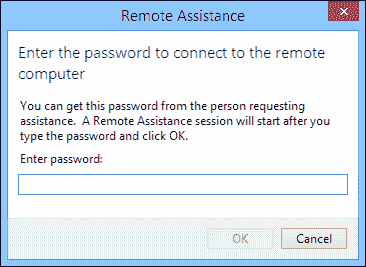 Remote Assistance
Enter the password to connect to the remote
computer
You can get this password from the person requesting
assistance. A Remote Assistance session will start after you
type the password and click OK.
Enter password:
OK
Cancel